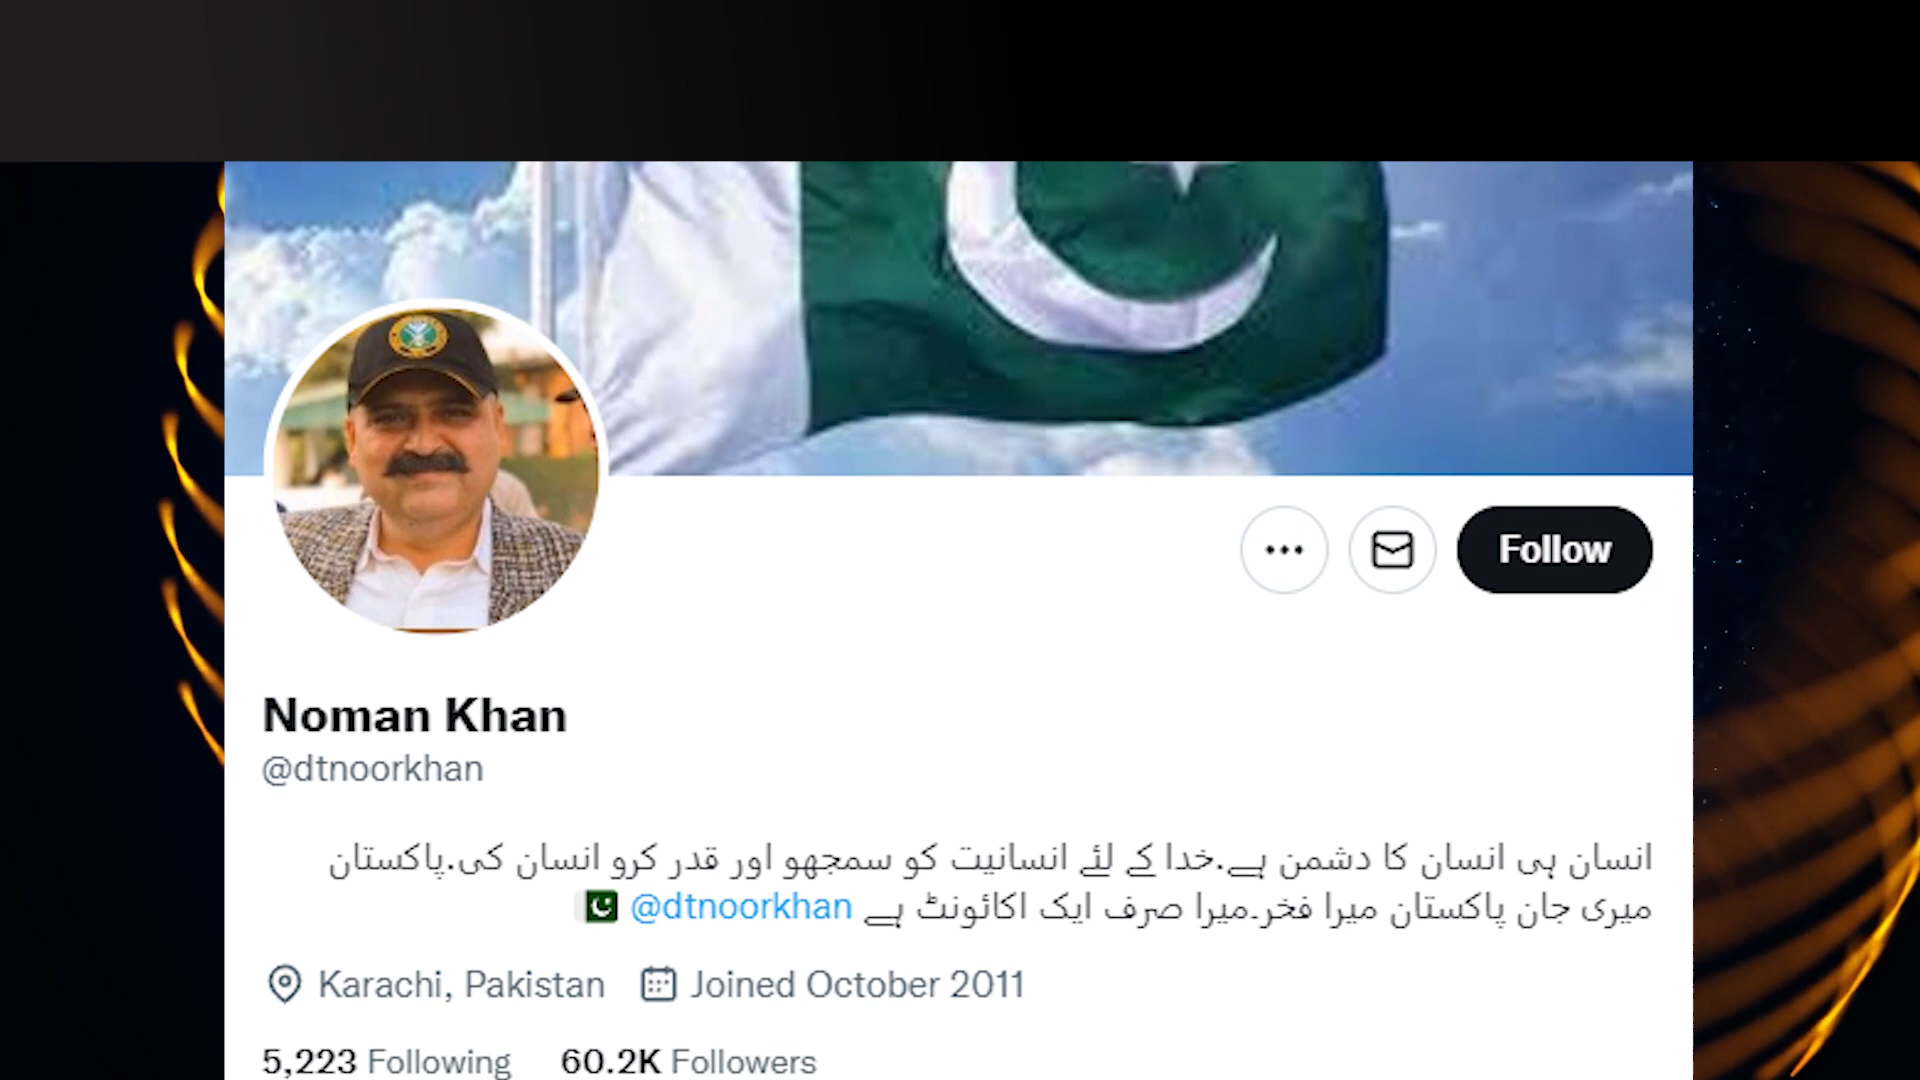 Follow
Noman Khan
@dtnoorkhan
انسان ہی انسان کا دشمن ہے.خدا کے لئے انسانیت کو سمجھو اور قدر کرو انسان کی.پاکستان
میری جان پاکستان میرا فخر۔میرا صرف ایک اکائونٹ ہے @dtnoorkhan
Karachi, Pakistan Joined October 2011
5,223 Following 60.2K Followers